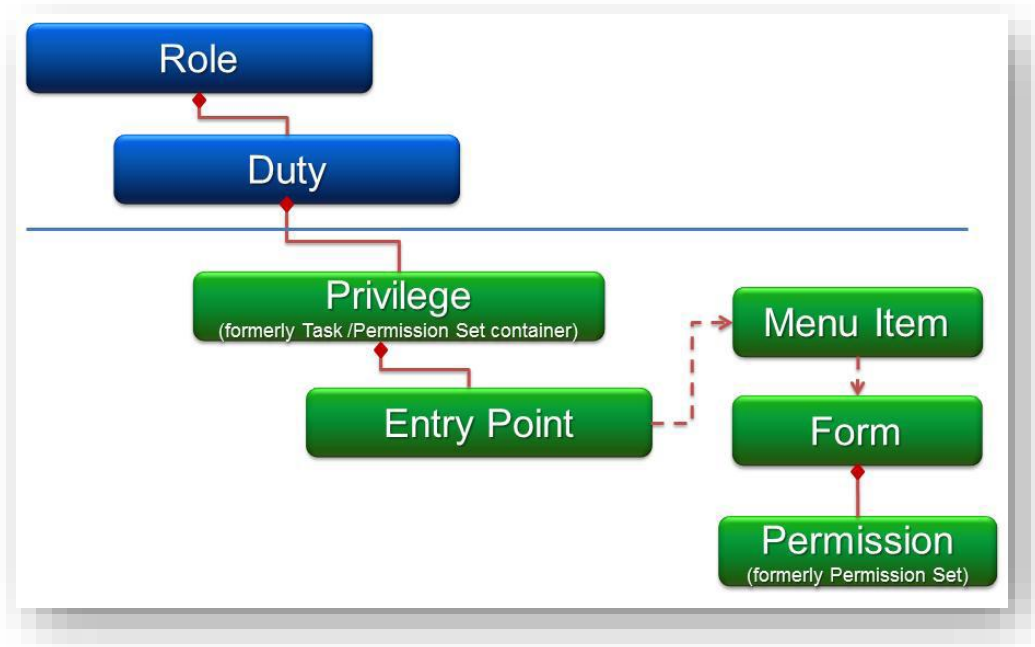 Role
Duty
Privilege
(formerly Task /Permission Set container)
Entry Point
Menu Item
Form
Permission
(formerly Permission Set)